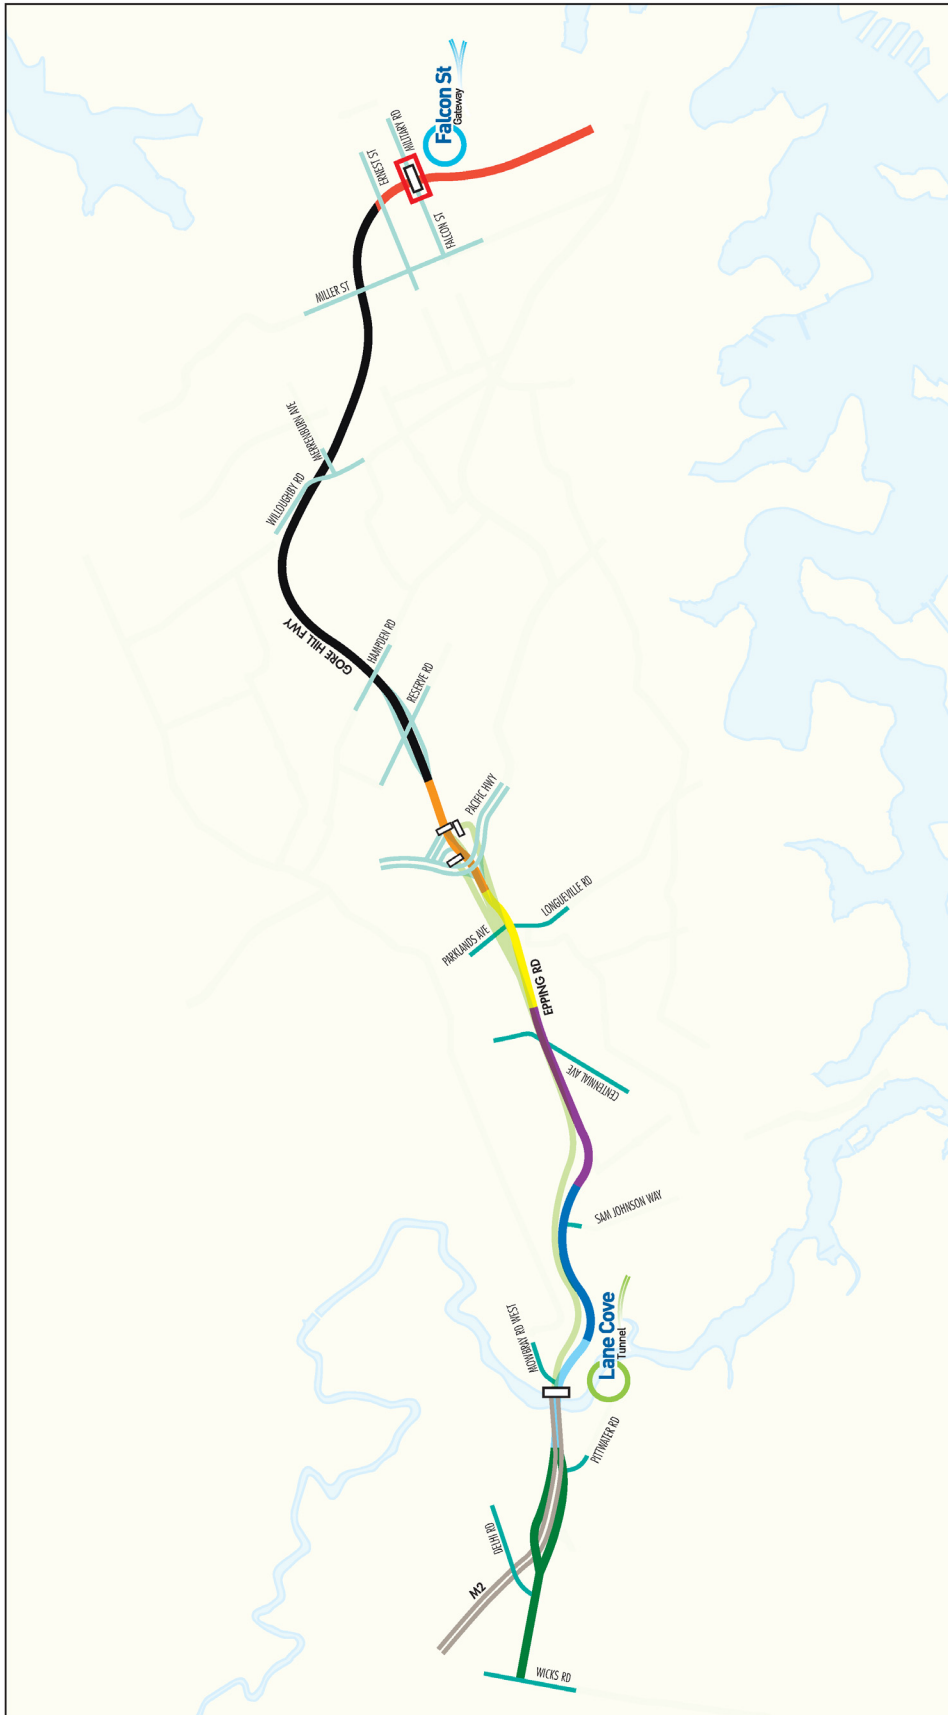 Falcon St
Gateway
MILITARY RD
ERNEST ST
FALCON ST
MILLER ST
MERRENBURN AVE
WILLOUGHBY RD
GORE HILL FWY
HAMPDEN RD
RESERVE RD
PACIFIC HWY
LONGUEVILLE RD
PARKLANDS AVE
EPPING RD
CENTENNIAL AVE
SAM JOHNSON WAY
Lane Cove
Tunnel
MOWBRAY RD WEST
PITTWATER RD
DELHI RD
M2
WICKS RD